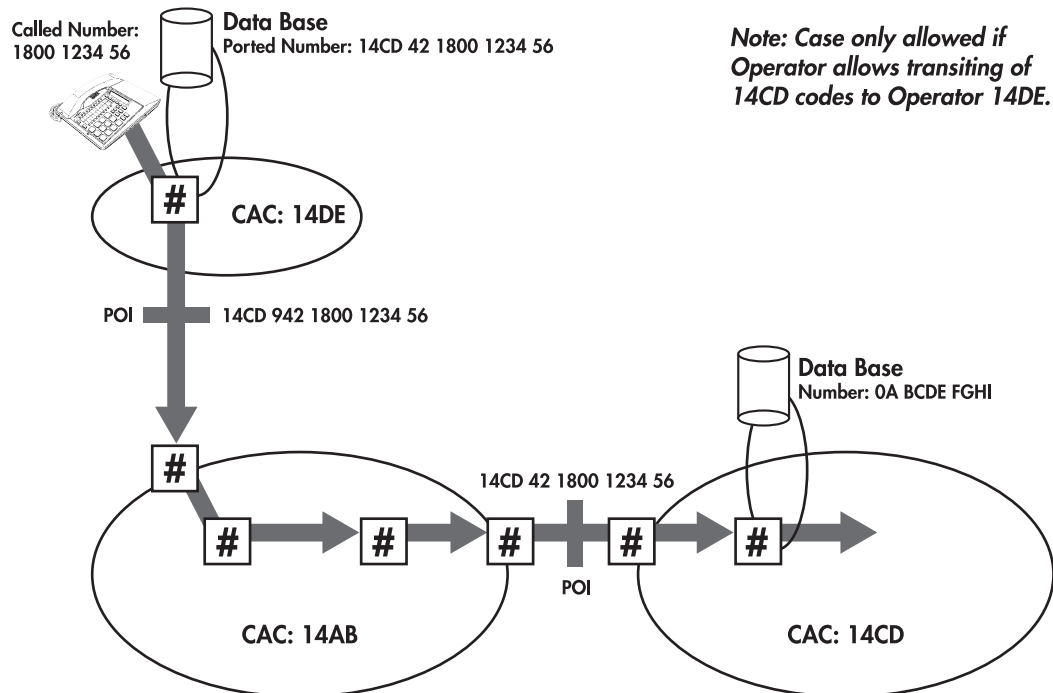 Called Number:
1800 1234 56
Data Base
Ported Number: 14CD 42 1800 1234 56
Note: Case only allowed if
Operator allows transiting of
14CD codes to Operator 14DE.
#
CAC: 14DE
POI
14CD 942 1800 1234 56
Data Base
Number: 0A BCDE FGHI
#
14CD 42 1800 1234 56
#
#
#
#
#
POI
CAC: 14AB
CAC: 14CD